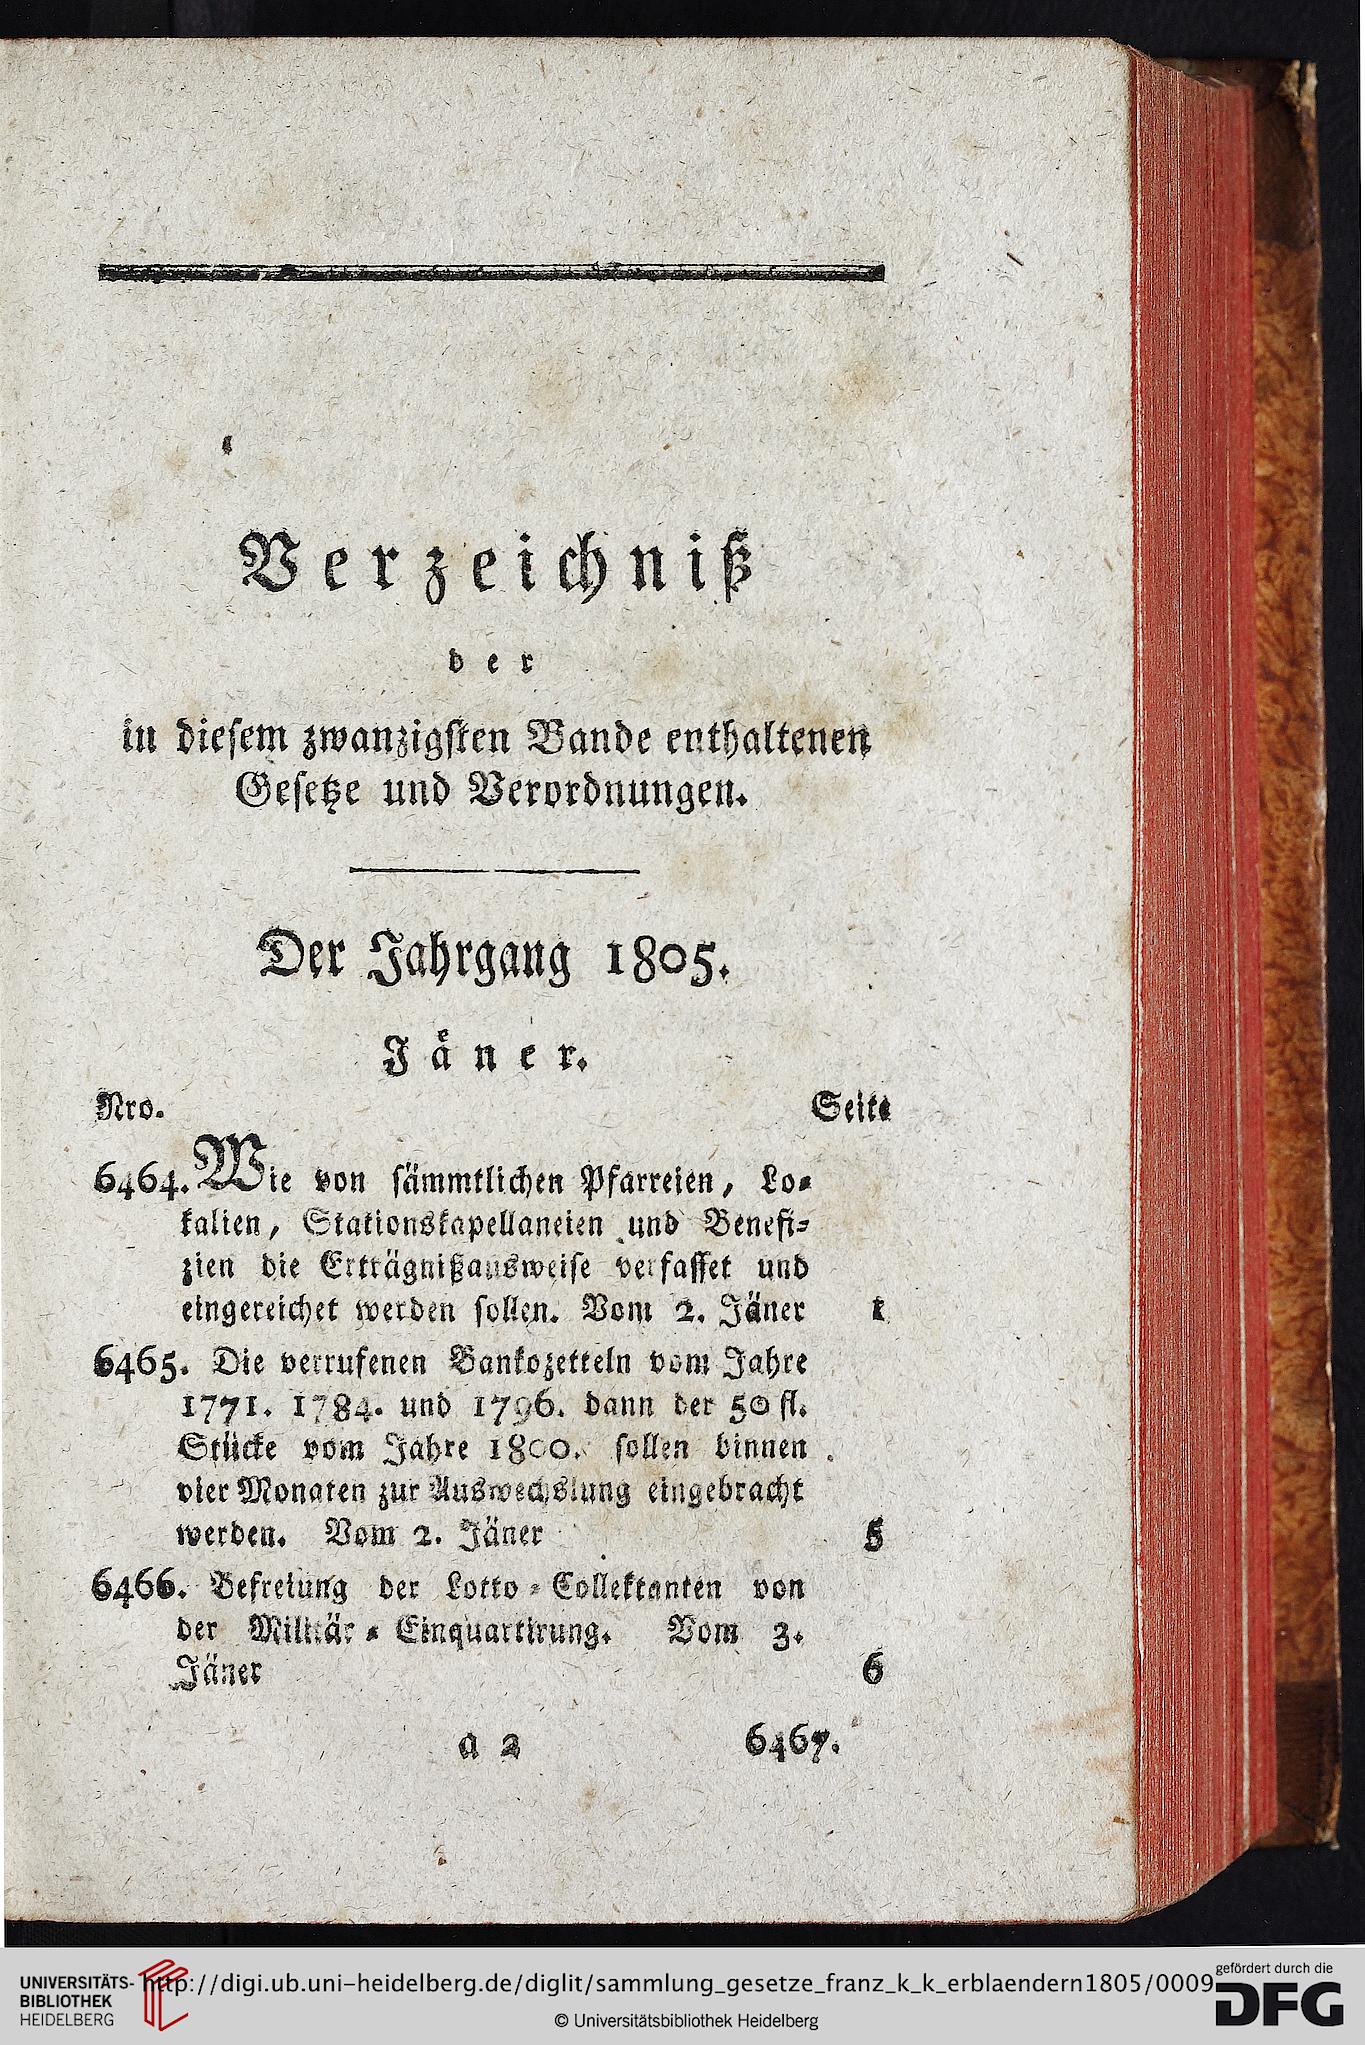 Verzeichniß
der
in diesem zwanzigsten Bande enthaltenen
Gesetze und Verordnungen.
Der Jahrgang 1805.
Jäner.
Nro. Seite
6464. Wie von sämmtlichen Pfarreien, Lo-
kalien, Stationskapellaneien und Benefi-
zien die Erträgnißausweise verfasset und
eingereichet werden sollen. Vom 2. Jäner 1
6465. Die verrufenen Bankozetteln vom Jahre
1771. 1784. und 1796. dann der 50 fl.
Stücke vom Jahre 1800. sollen binnen
vier Monaten zur Auswechslung eingebracht
werden. Vom 2. Jäner 5
6466. Befreiung der Lotto-Collektanten von
der Militär-Einquartirung. Vom 3.
Jäner 6
a 2 6467.
UNIVERSITÄTS-
BIBLIOTHEK
HEIDELBERG
http://digi.ub.uni-heidelberg.de/diglit/sammlung_gesetze_franz_k_k_erblaendern1805/0009
© Universitätsbibliothek Heidelberg
gefördert durch die
DFG